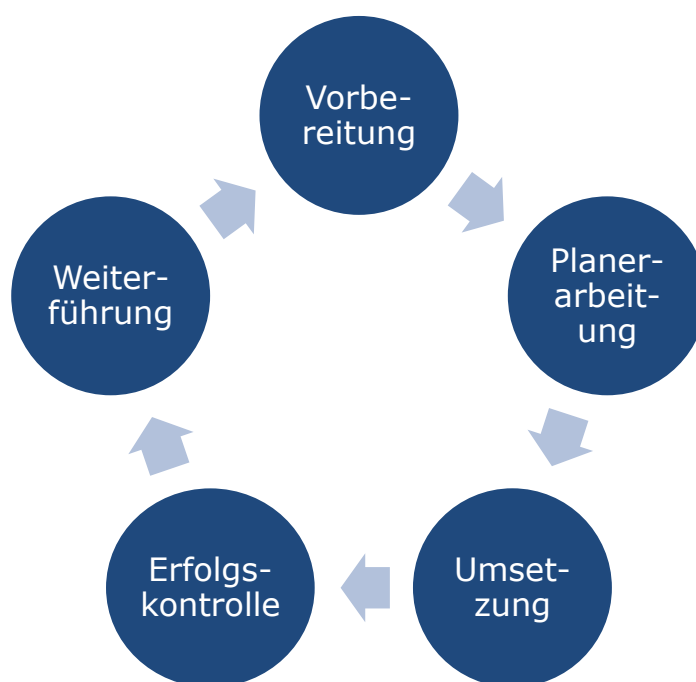 Vorbe-
reitung
Planer-
arbeit-
ung
Umset-
zung
Erfolgs-
kontrolle
Weiter-
führung